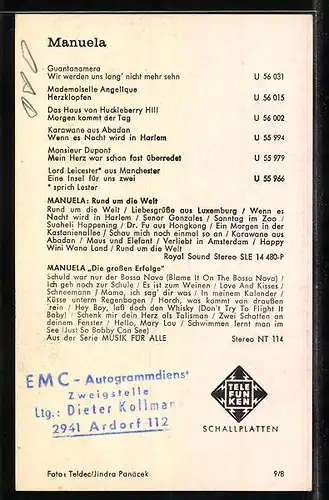 Manuela
Guantanamera
Wir werden uns lang' nicht mehr sehn U 56 031
Mademoiselle Angelique
Herzklopfen U 56 015
Das Haus von Huckleberry Hill
Morgen kommt der Tag U 56 002
Karawane aus Abadan
Wenn es Nacht wird in Harlem U 55 994
Monsieur Dupont
Mein Herz war schon fast überredet U 55 979
Lord Leicester* aus Manchester
Eine Insel für uns zwei U 55 966
* sprich Lester
MANUELA: Rund um die Welt
Rund um die Welt / Liebesgrüße aus Luxemburg / Wenn es
Nacht wird in Harlem / Senor Gonzales / Sonntag im Zoo /
Suaheli Happening / Dr. Fu aus Hongkong / Ein Morgen in der
Kastanienallee / Schau mich noch einmal so an / Karawane aus
Abadan / Maus und Elefant / Verliebt in Amsterdam / Happy
Wini Wana Land / Rund um die Welt
Royal Sound Stereo SLE 14 480-P
MANUELA „Die großen Erfolge"
Schuld war nur der Bossa Nova (Blame It On The Bossa Nova) /
Ich geh noch zur Schule / Es ist zum Weinen / Love And Kisses /
Schneemann / Mama, ich sag' dir was / In meinem Kalender /
Küsse unterm Regenbogen / Horch, was kommt von draußen
'rein / Hey Boy, laß doch den Whisky (Don't Try To Fight It
Baby) / Schenk mir dein Herz als Talisman / Zwei Schatten an
deinem Fenster / Hello, Mary Lou / Schwimmen lernt man im
See (Just So Bobby Can See)
Aus der Serie MUSIK FÜR ALLE Stereo NT 114
EMC - Autogrammdienst
Zweigstelle
Ltg.: Dieter Kollmar
2941 Ardorf 112
TELE
FUN
KEN
SCHALLPLATTEN
Foto: Teldec/Jindra Panácek 9/8